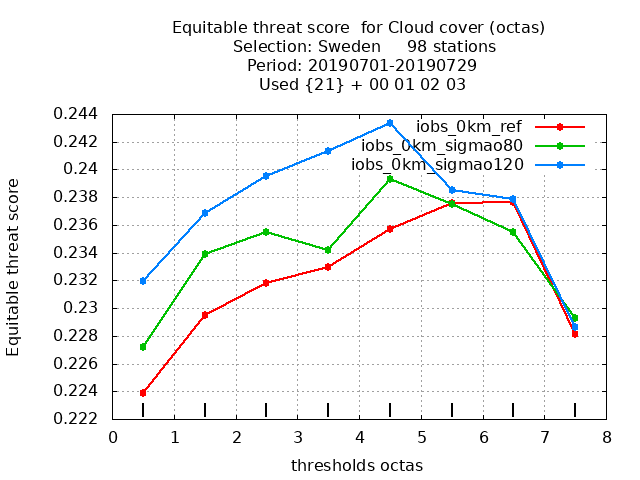 Equitable threat score  for Cloud cover (octas)
Selection: Sweden     98 stations
Period: 20190701-20190729
Used {21} + 00 01 02 03
Equitable threat score
0.244
0.242
0.24
0.238
0.236
0.234
0.232
0.23
0.228
0.226
0.224
0.222
iobs_0km_ref
iobs_0km_sigmao80
iobs_0km_sigmao120
0 1 2 3 4 5 6 7 8
thresholds octas